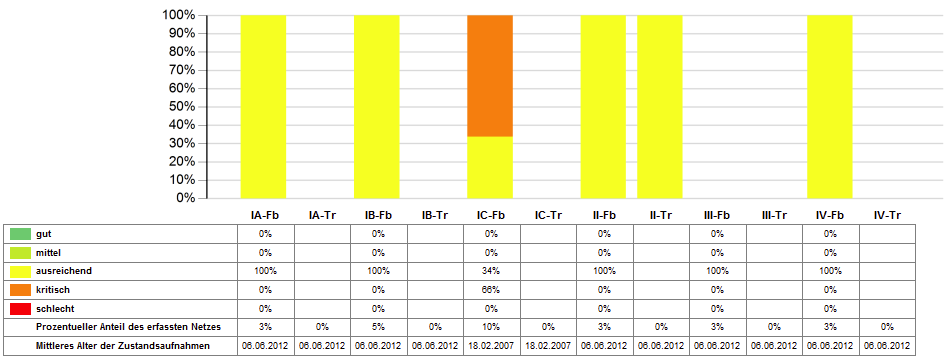 100%
90%
80%
70%
60%
50%
40%
30%
20%
10%
0%
IA-Fb IA-Tr IB-Fb IB-Tr IC-Fb IC-Tr II-Fb II-Tr III-Fb III-Tr IV-Fb IV-Tr
gut 0% 0% 0% 0% 0% 0%
mittel 0% 0% 0% 0% 0% 0%
ausreichend 100% 100% 34% 100% 100% 100%
kritisch 0% 0% 66% 0% 0% 0%
schlecht 0% 0% 0% 0% 0% 0%
Prozentueller Anteil des erfassten Netzes 3% 0% 5% 0% 10% 0% 3% 0% 3% 0% 3% 0%
Mittleres Alter der Zustandsaufnahmen 06.06.2012 06.06.2012 06.06.2012 06.06.2012 18.02.2007 18.02.2007 06.06.2012 06.06.2012 06.06.2012 06.06.2012 06.06.2012 06.06.2012